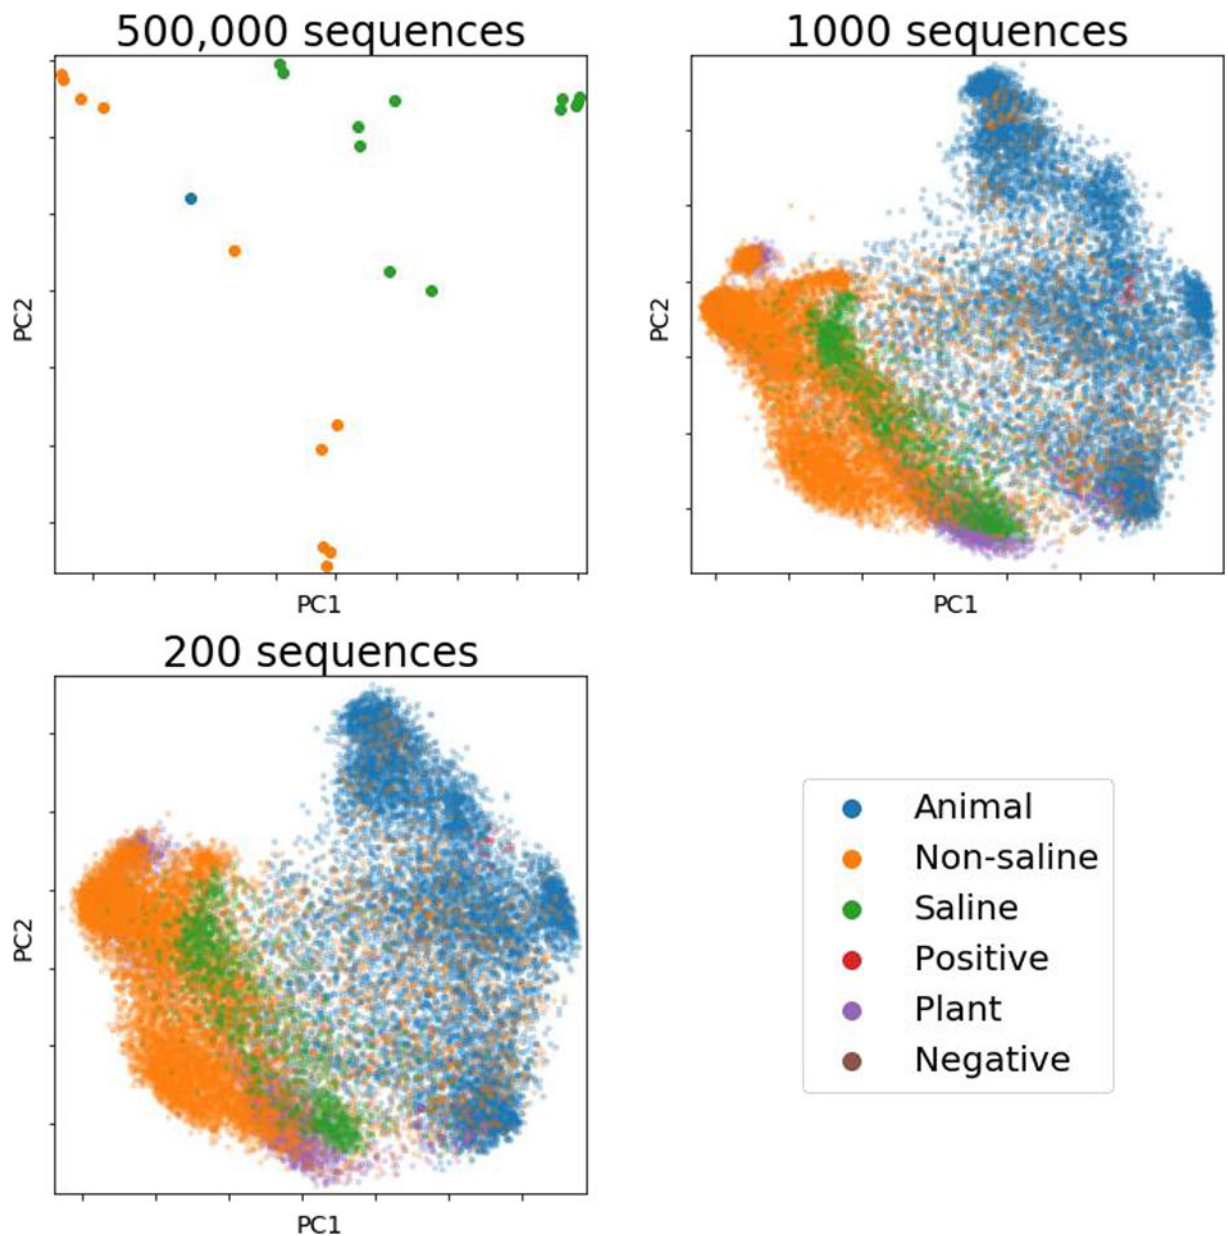 500,000 sequences
PC2
PC1
1000 sequences
PC2
PC1
200 sequences
PC2
PC1
Animal
Non-saline
Saline
Positive
Plant
Negative